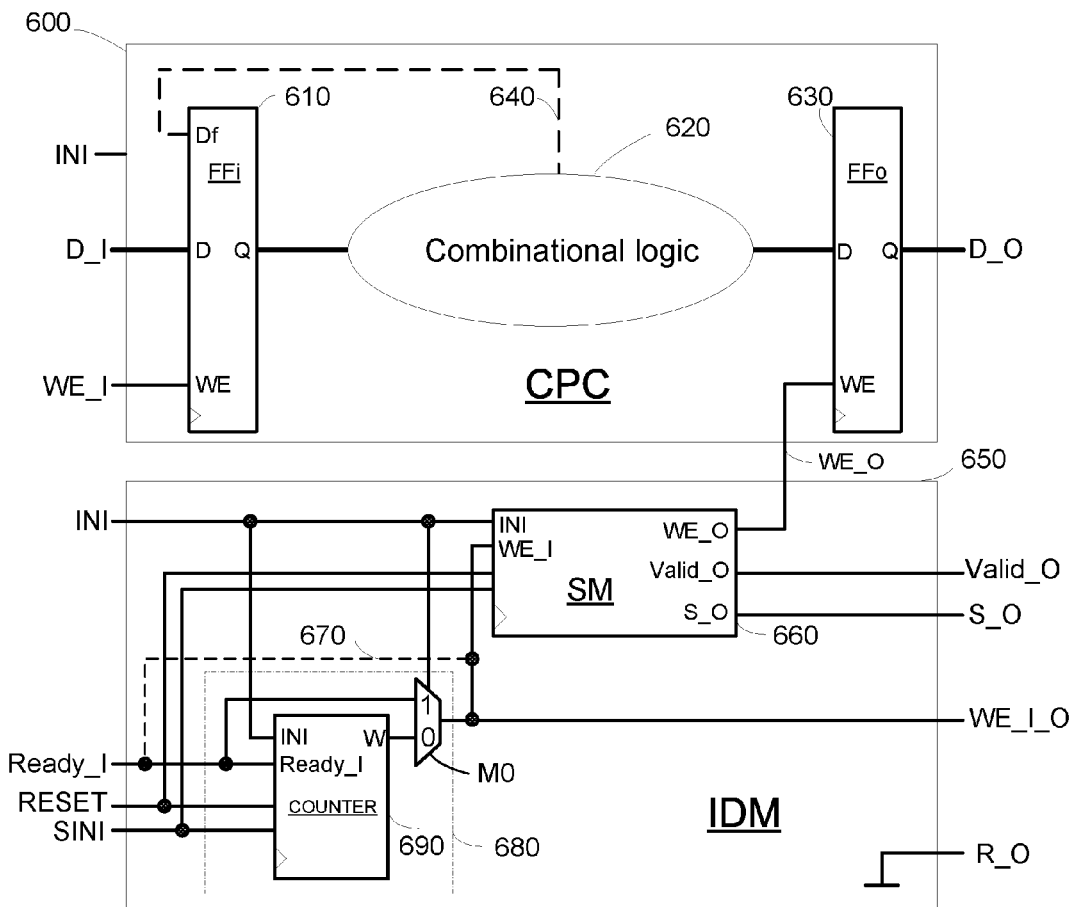 600
610
640
630
620
Df
INI
FFi
FFo
D_I
D
Q
Combinational logic
D
Q
D_O
WE_I
WE
CPC
WE
WE_O
650
INI
INI
WE_I
SM
WE_O
Valid_O
S_O
Valid_O
S_O
660
670
1
0
WE_I_O
INI
W
Ready_I
Ready_I
M0
RESET
COUNTER
SINI
690
680
IDM
R_O